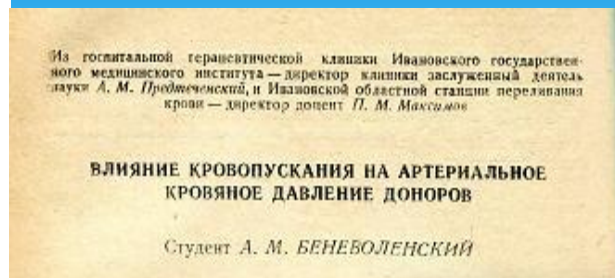 Из госпитальной терапевтической клиники Ивановского государствен-
ного медицинского института — директор клиники заслуженный деятель
науки А. М. Предтеченский, и Ивановской областной станции переливания
крови — директор доцент П. М. Максимов
ВЛИЯНИЕ КРОВОПУСКАНИЯ НА АРТЕРИАЛЬНОЕ
КРОВЯНОЕ ДАВЛЕНИЕ ДОНОРОВ
Студент А. М. БЕНЕВОЛЕНСКИЙ